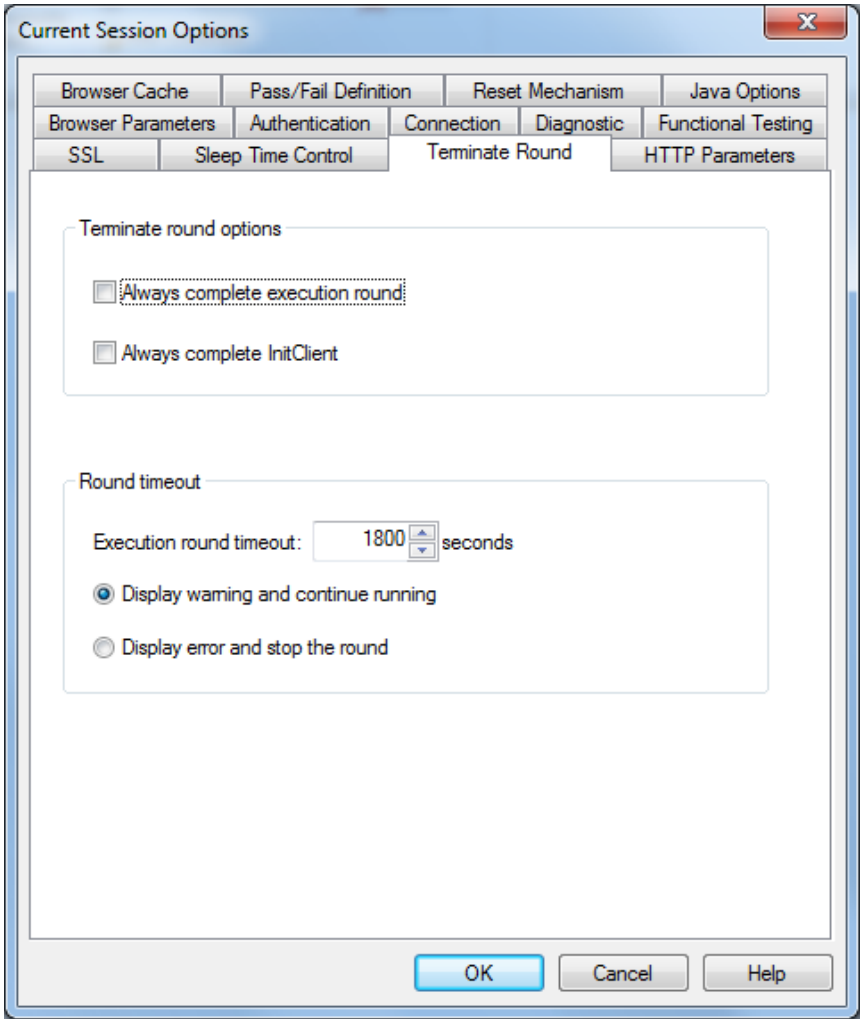 Current Session Options
Browser Cache Pass/Fail Definition Reset Mechanism Java Options
Browser Parameters Authentication Connection Diagnostic Functional Testing
SSL Sleep Time Control Terminate Round HTTP Parameters
Terminate round options
Always complete execution round
Always complete InitClient
Round timeout
Execution round timeout: 1800 seconds
Display warning and continue running
Display error and stop the round
OK Cancel Help